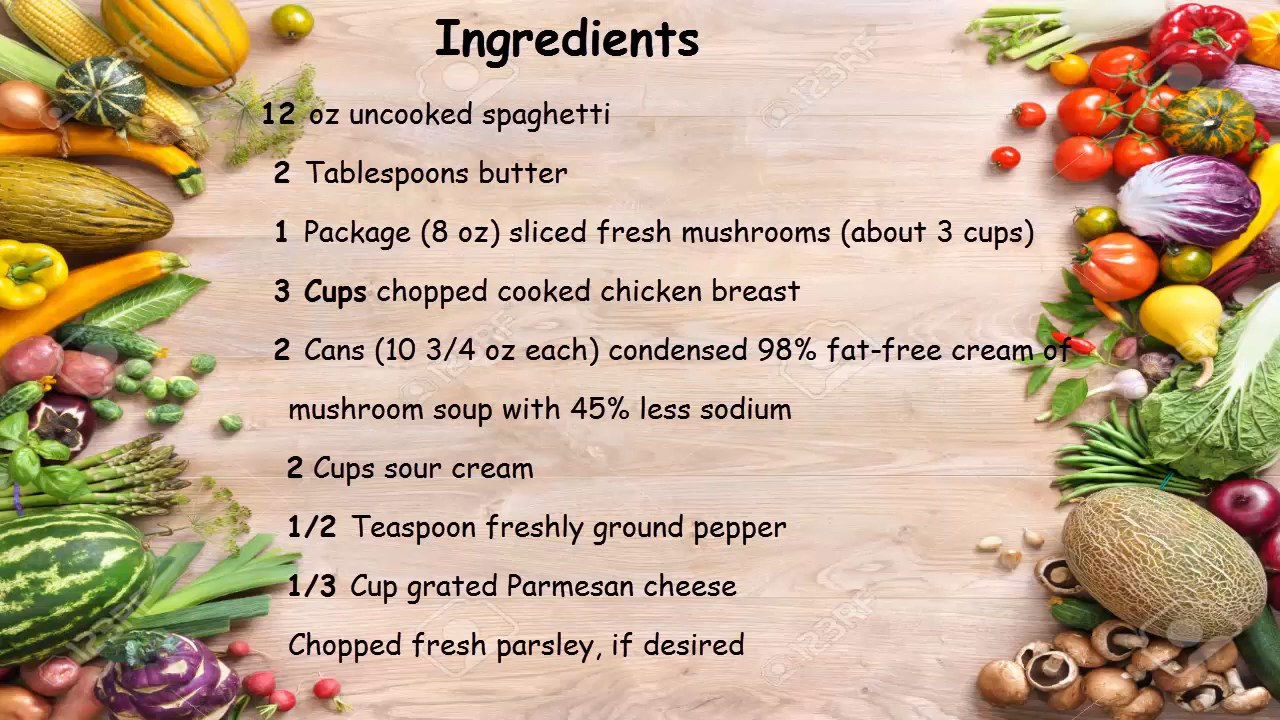 Ingredients
12 oz uncooked spaghetti
2 Tablespoons butter
1 Package (8 oz) sliced fresh mushrooms (about 3 cups)
3 Cups chopped cooked chicken breast
2 Cans (10 3/4 oz each) condensed 98% fat-free cream of
mushroom soup with 45% less sodium
2 Cups sour cream
1/2 Teaspoon freshly ground pepper
1/3 Cup grated Parmesan cheese
Chopped fresh parsley, if desired